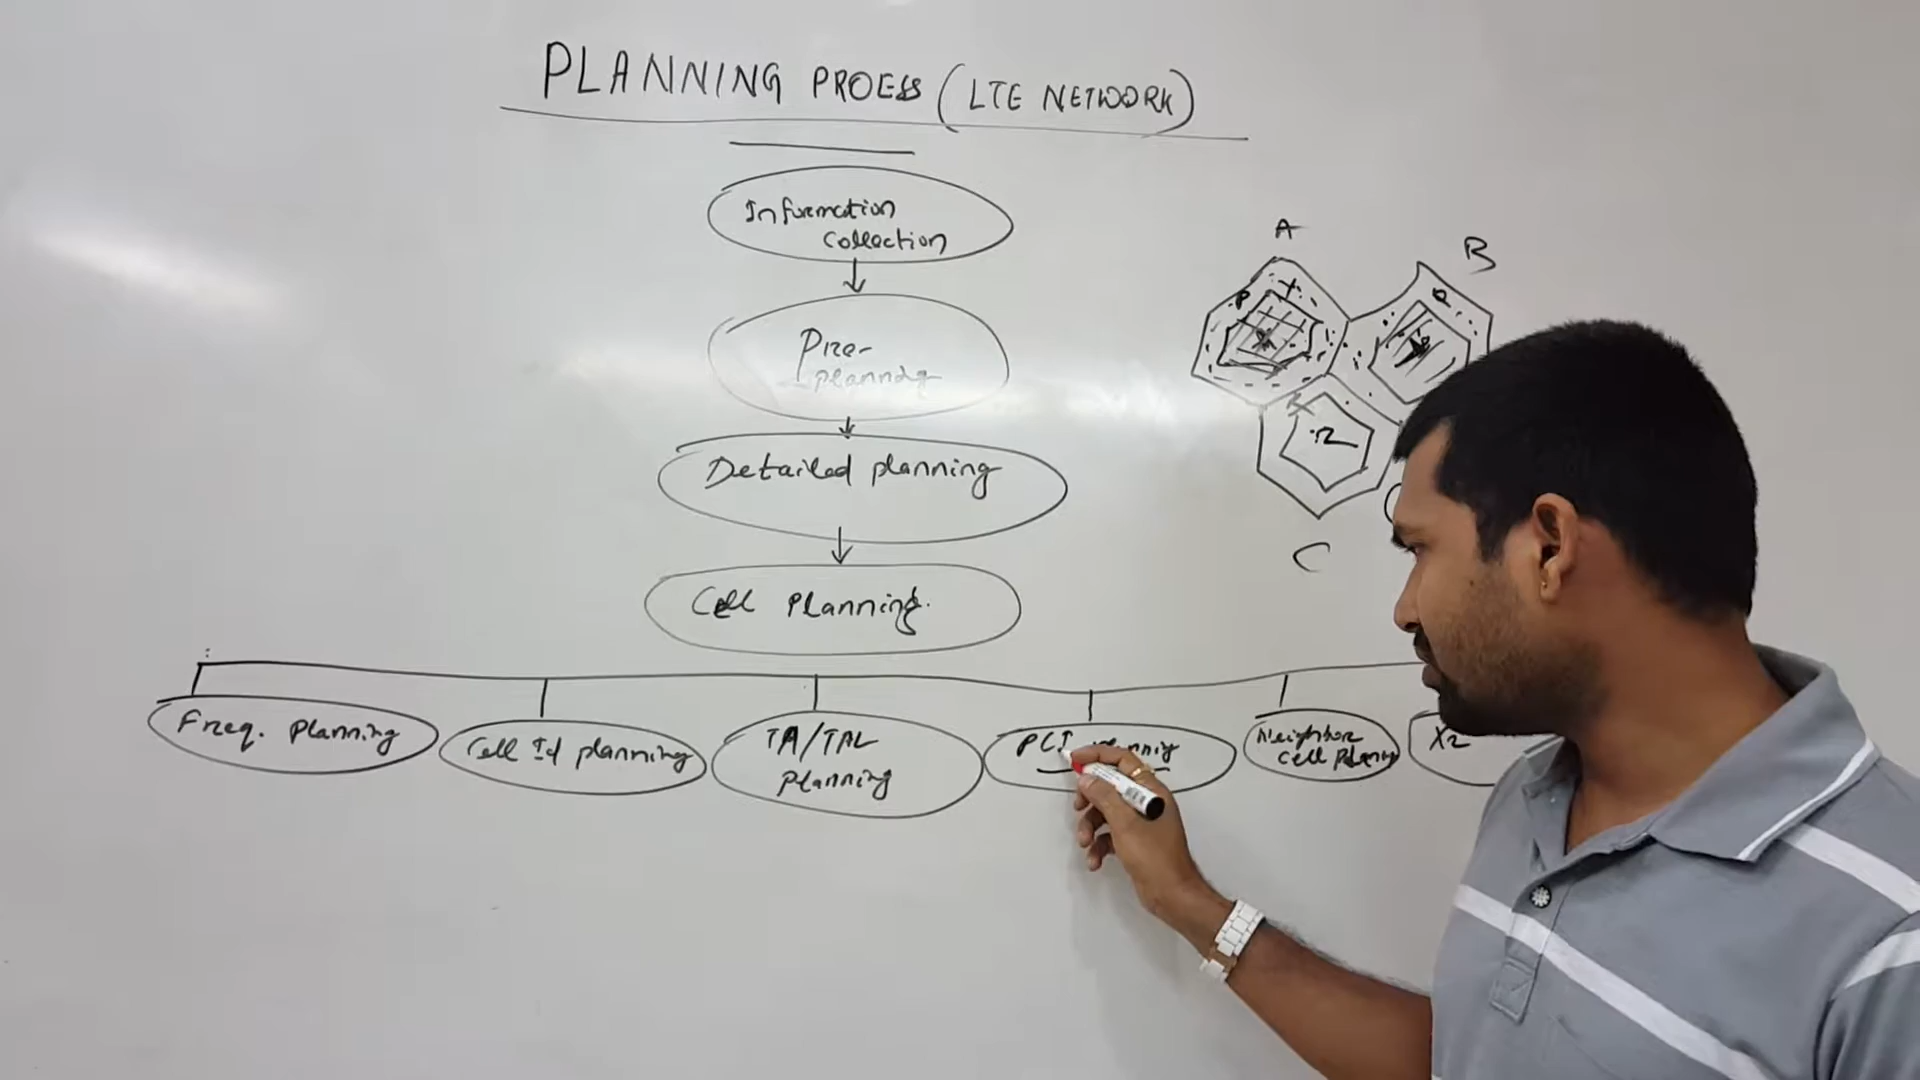 PLANNING PROESS (LTE NETWORK)
Information
collection
Pre-
planning
Detailed planning
Cell Planning.
A
B
C
R
Freq. planning
Cell Id planning
TA/TAL
planning
PCI planning
Neighbor
cell planning
X2